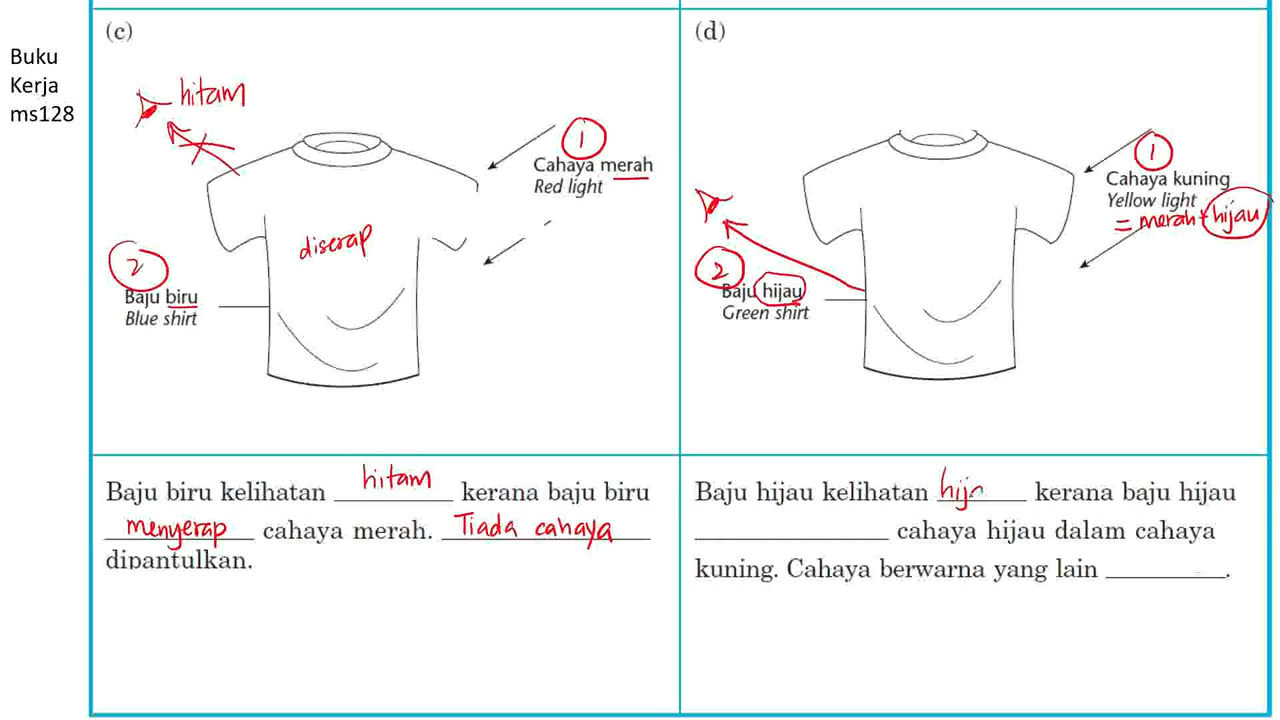 Buku
Kerja
ms128
(c)
hitam
1
Cahaya merah
Red light
diserap
2
Baju biru
Blue shirt
Baju biru kelihatan hitam kerana baju biru
menyerap cahaya merah. Tiada cahaya
dipantulkan.
(d)
1
Cahaya kuning
Yellow light
= merah + hijau
2
Baju hijau
Green shirt
Baju hijau kelihatan hija kerana baju hijau
cahaya hijau dalam cahaya
kuning. Cahaya berwarna yang lain .